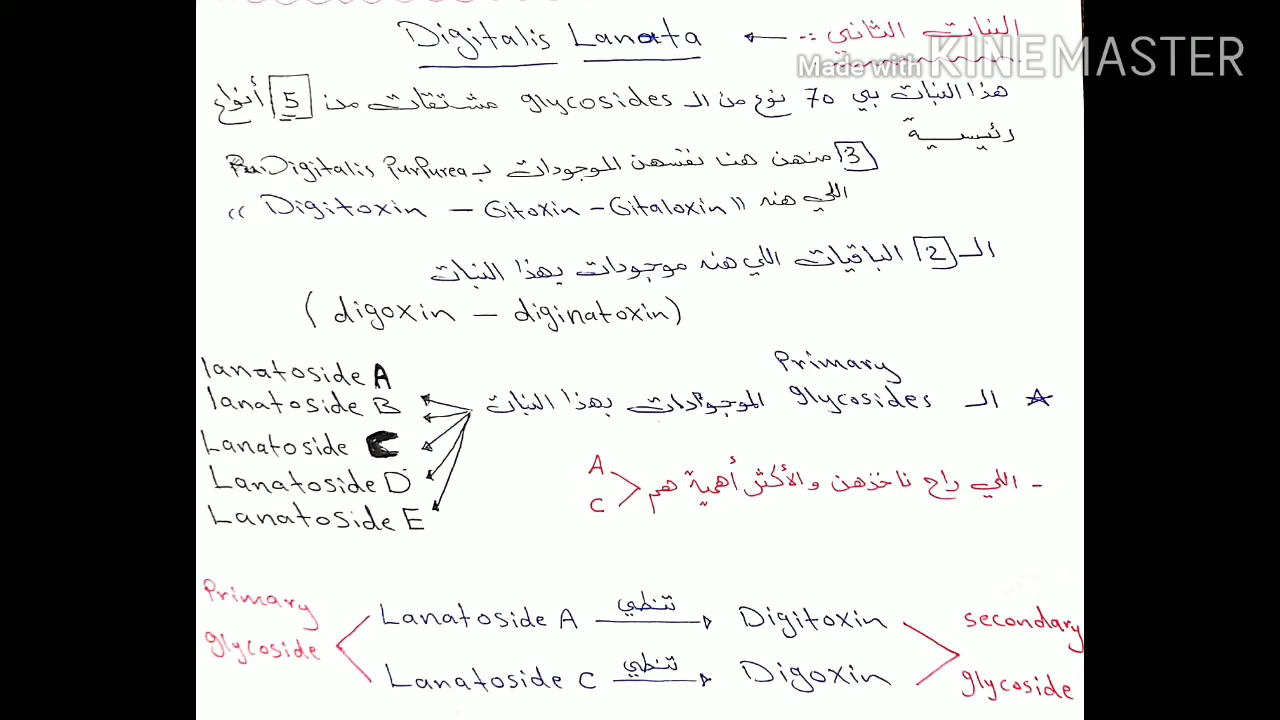 النبات الثاني :- ← Digitalis Lanata
Made with KINEMASTER
هذا النبات بي 70 نوع من الـ glycosides مشتقات من 5 أنواع
رئيسية
3 منهن هنا نفسهن الموجودات بـ Digitalis PurPurea
اللي هنه "Digitoxin – Gitoxin – Gitaloxin"
الـ 2 الباقيات اللي هنه موجودات بهذا النبات
(digoxin – diginatoxin)
☆ الـ Primary glycosides الموجودات بهذا النبات
lanatoside A
lanatoside B
Lanatoside C
Lanatoside D
Lanatoside E
- اللي راح ناخذهن والأكثر أهمية هم
A
C
Primary glycoside
Lanatoside A تنطي → Digitoxin
Lanatoside C تنطي → Digoxin
secondary glycoside